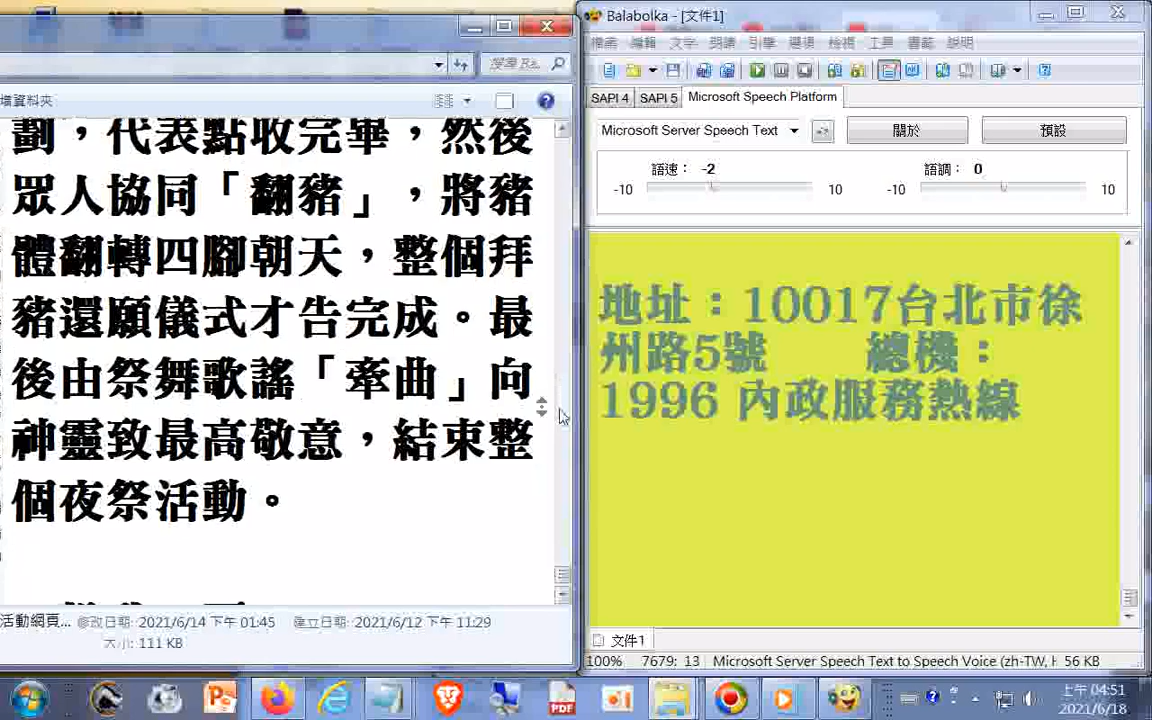 搜尋
增資料夾
劃，代表點收完畢，然後
眾人協同「翻豬」，將豬
體翻轉四腳朝天，整個拜
豬還願儀式才告完成。最
後由祭舞歌謠「牽曲」向
神靈致最高敬意，結束整
個夜祭活動。
活動網頁... 修改日期: 2021/6/14 下午 01:45 建立日期: 2021/6/12 下午 11:29
大小: 111 KB
Balabolka - [文件1]
檔案 編輯 文字 朗讀 引擎 選項 檢視 工具 書籤 說明
SAPI 4 SAPI 5 Microsoft Speech Platform
Microsoft Server Speech Text 關於 預設
語速: -2 語調: 0
-10 10 -10 10
地址：10017台北市徐
州路5號 總機：
1996 內政服務熱線
文件1
100% 7679: 13 Microsoft Server Speech Text to Speech Voice (zh-TW, H 56 KB
PDF
上午 04:51
2021/6/18